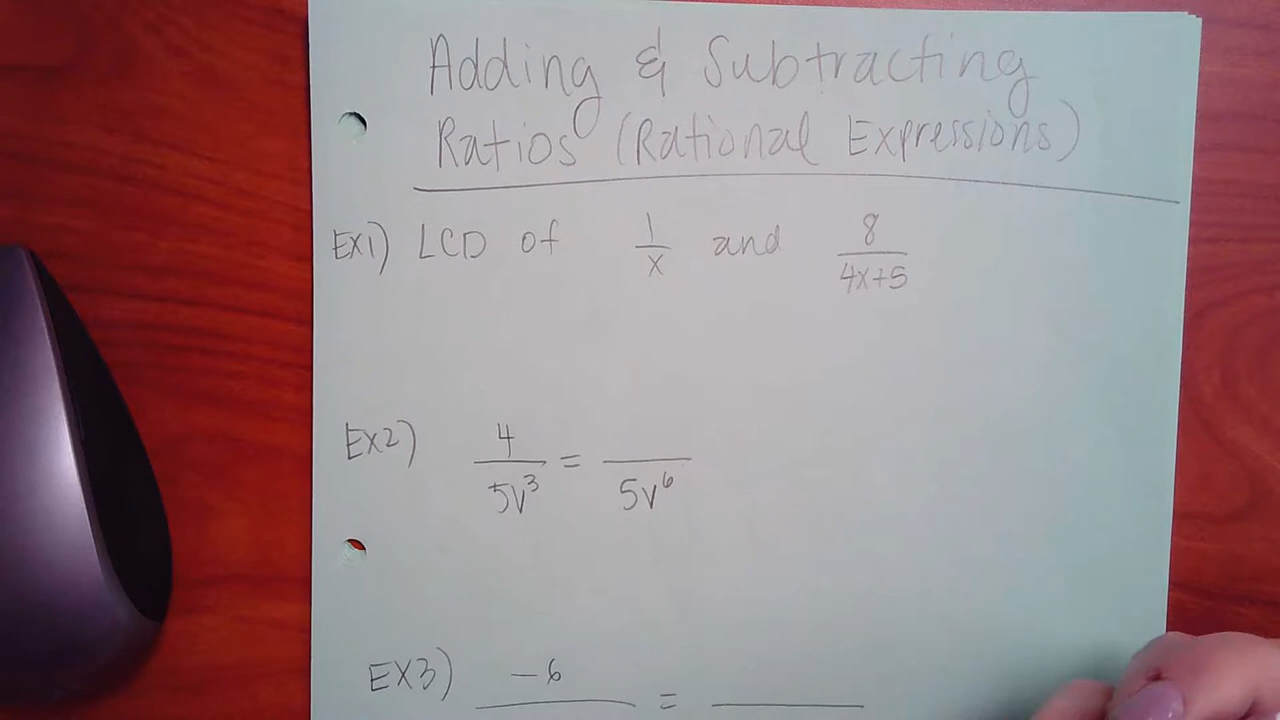 Adding & Subtracting
Ratios (Rational Expressions)
EX1) LCD of 1/x and 8/(4x+5)
EX2) 4/(5v³) = /(5v⁶)
EX3) -6/ =